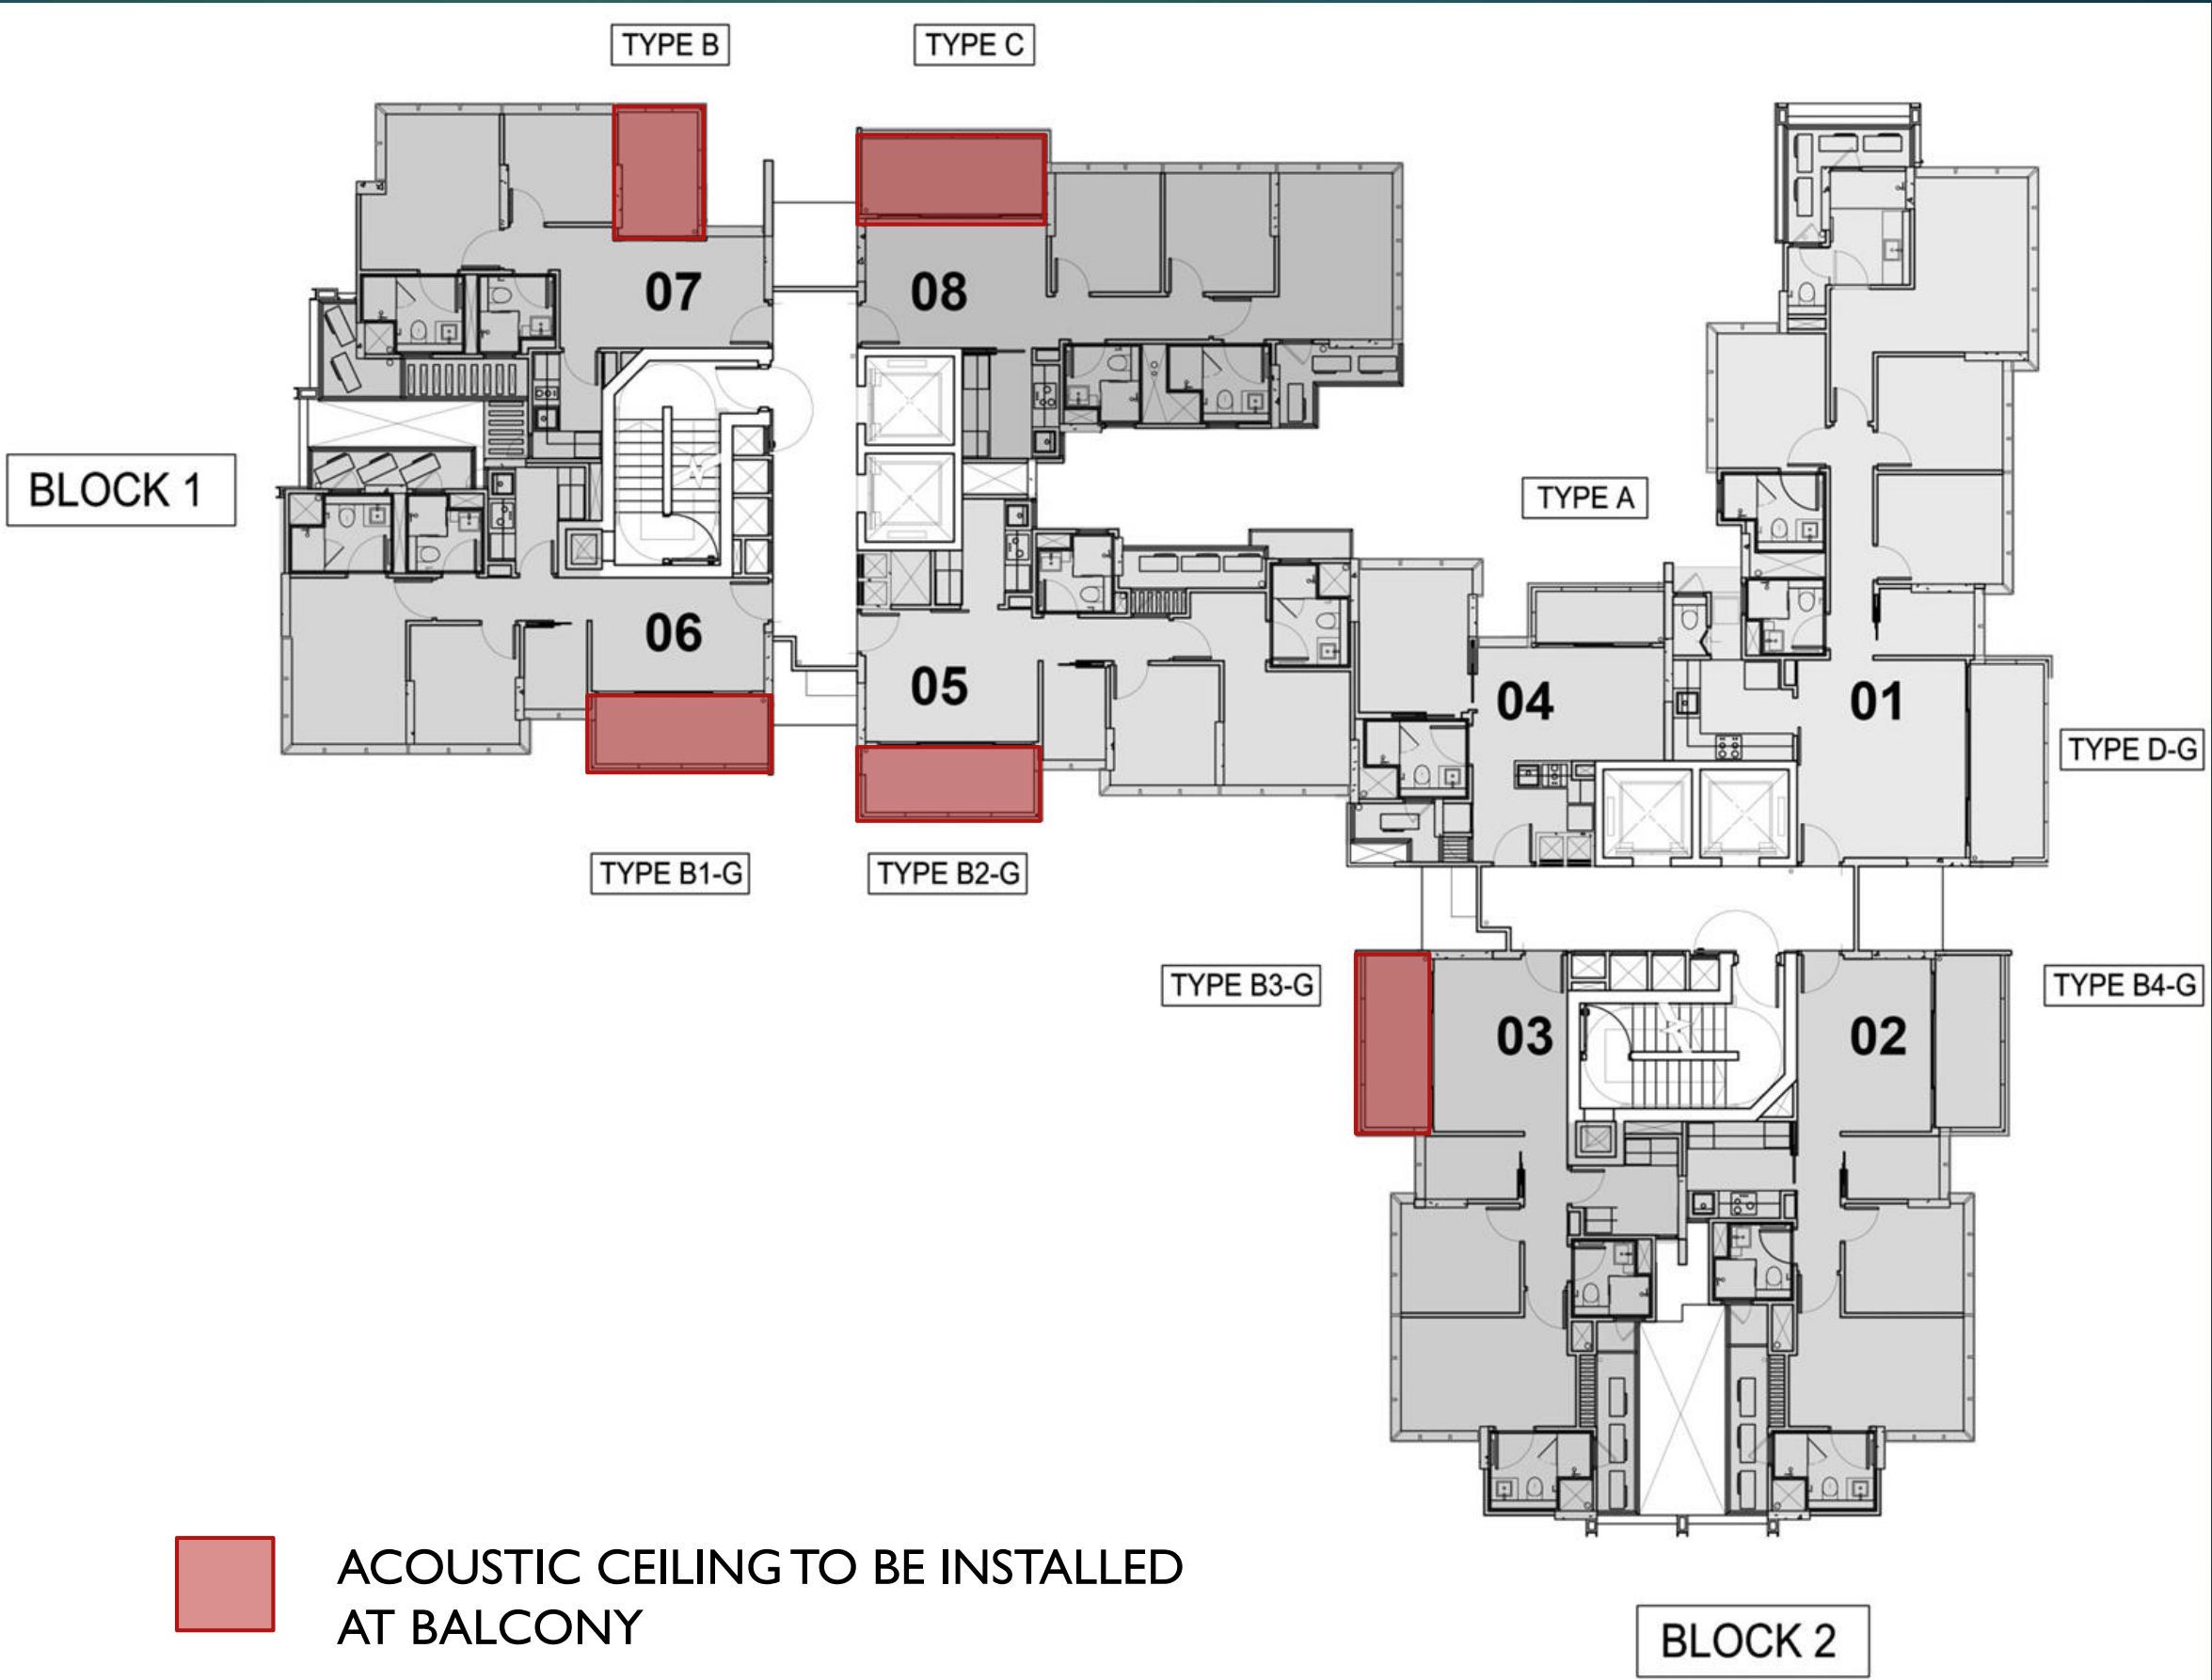 TYPE B
TYPE C
07
08
BLOCK 1
TYPE A
06
05
04
01
TYPE D-G
TYPE B1-G
TYPE B2-G
TYPE B3-G
TYPE B4-G
03
02
ACOUSTIC CEILING TO BE INSTALLED
AT BALCONY
BLOCK 2